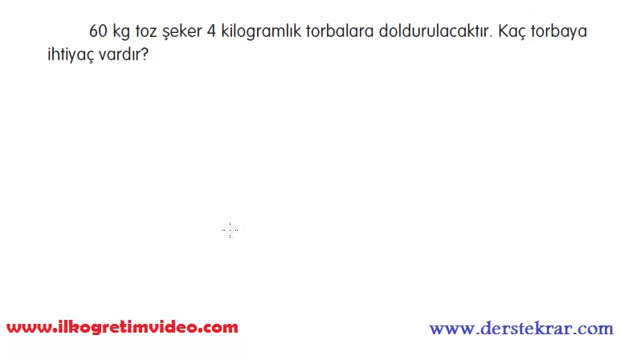 60 kg toz şeker 4 kilogramlık torbalara doldurulacaktır. Kaç torbaya
ihtiyaç vardır?
www.ilkogretimvideo.com
www.derstekrar.com